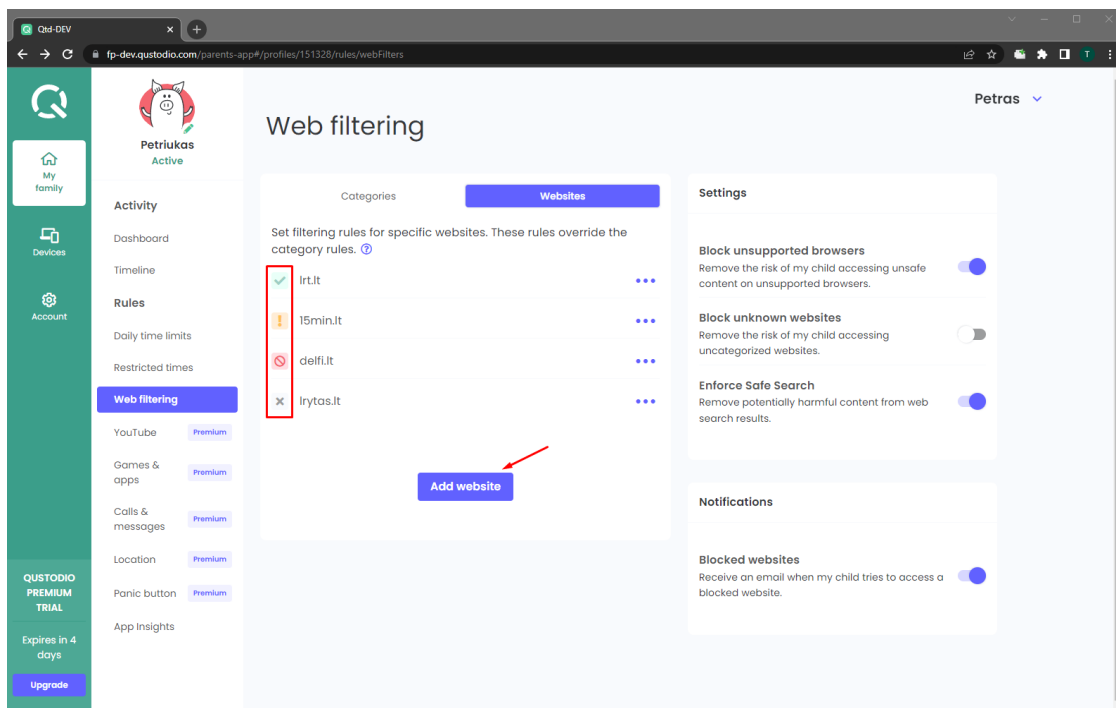 Qtd-DEV
fp-dev.qustodio.com/parents-app#/profiles/151328/rules/webFilters
T
My
family
Devices
Account
QUSTODIO
PREMIUM
TRIAL
Expires in 4
days
Upgrade
Petriukas
Active
Activity
Dashboard
Timeline
Rules
Daily time limits
Restricted times
Web filtering
YouTube Premium
Games &
apps Premium
Calls &
messages Premium
Location Premium
Panic button Premium
App Insights
Petras
Web filtering
Categories Websites
Set filtering rules for specific websites. These rules override the
category rules. ?
lrt.lt
15min.lt
delfi.lt
lrytas.lt
Add website
Settings
Block unsupported browsers
Remove the risk of my child accessing unsafe
content on unsupported browsers.
Block unknown websites
Remove the risk of my child accessing
uncategorized websites.
Enforce Safe Search
Remove potentially harmful content from web
search results.
Notifications
Blocked websites
Receive an email when my child tries to access a
blocked website.